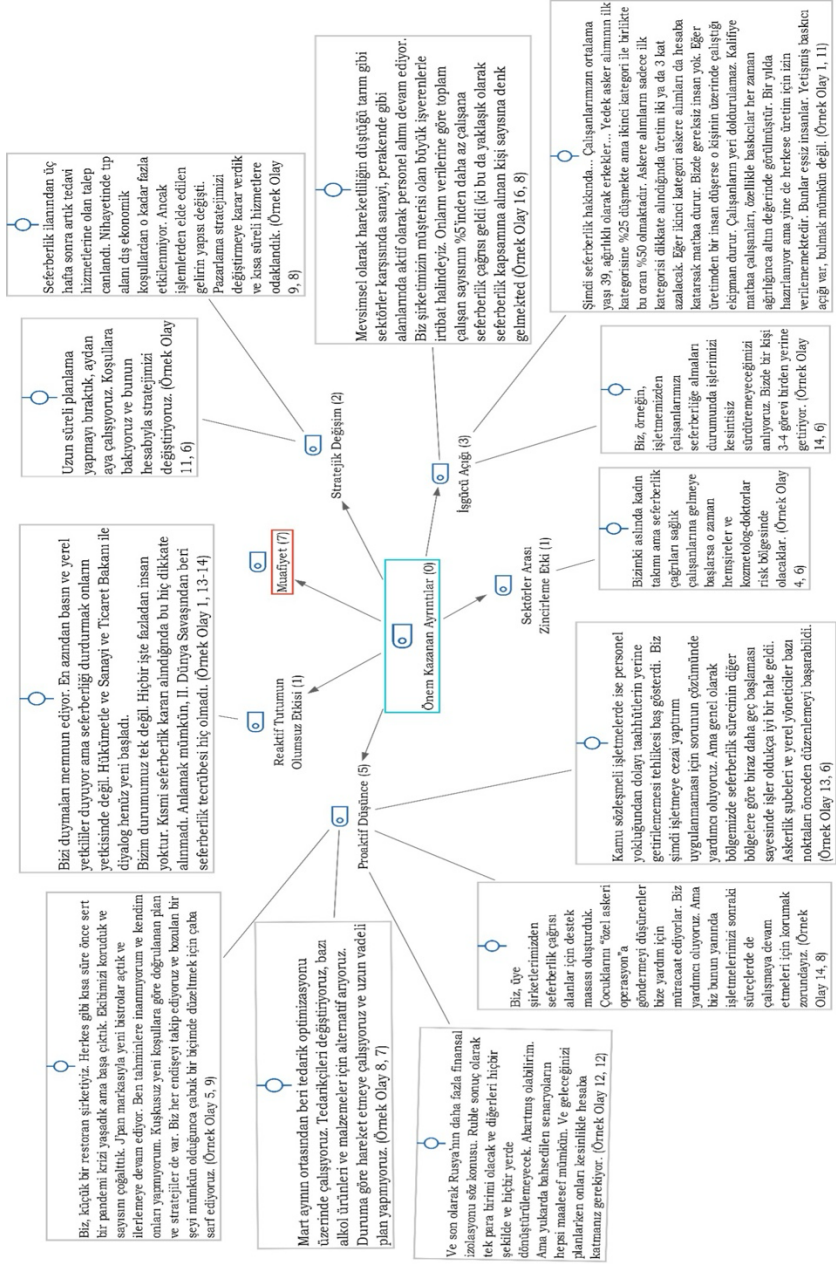 Biz, küçük bir restoran şirketiyiz. Herkes gibi kısa süre önce sert
bir pandemi krizi yaşadık ama başa çıktık. Ekibimizi koruduk ve
sayısını çoğalttık. J'pan markasıyla yeni bistrolar açtık ve
ilerlemeye devam ediyor. Ben tahminlere inanmıyorum ve kendim
onları yapmıyorum. Kuşkusuz yeni koşullara göre doğrulanan plan
ve stratejiler de var. Biz her endişeyi takip ediyoruz ve bozulan bir
şeyi mümkün olduğunca çabuk bir biçimde düzeltmek için çaba
sarf ediyoruz. (Örnek Olay 5, 9)
Bizi duymaları memnun ediyor. En azından basın ve yerel
yetkililer duyuyor ama seferberliği durdurmak onların
yetkisinde değil. Hükümetle ve Sanayi ve Ticaret Bakanı ile
diyalog henüz yeni başladı.
Bizim durumumuz tek değil. Hiçbir işte fazladan insan
yoktur. Kısmi seferberlik kararı alındığında bu hiç dikkate
alınmadı. Anlamak mümkün, II. Dünya Savaşından beri
seferberlik tecrübesi hiç olmadı. (Örnek Olay 1, 13-14)
Uzun süreli planlama
yapmayı bıraktık, aydan
aya çalışıyoruz. Koşullara
bakıyoruz ve bunun
hesabıyla stratejimizi
değiştiriyoruz. (Örnek Olay
11, 6)
Seferberlik ilanından üç
hafta sonra artık tedavi
hizmetlerine olan talep
canlandı. Nihayetinde tıp
alanı dış ekonomik
koşullardan o kadar fazla
etkilenmiyor. Ancak
işlemlerden elde edilen
gelirin yapısı değişti.
Pazarlama stratejimizi
değiştirmeye karar verdik
ve kısa süreli hizmetlere
odaklandık. (Örnek Olay
9, 8)
Mart ayının ortasından beri tedarik optimizasyonu
üzerinde çalışıyoruz. Tedarikçileri değiştiriyoruz, bazı
alkol ürünleri ve malzemeler için alternatif arıyoruz.
Duruma göre hareket etmeye çalışıyoruz ve uzun vadeli
plan yapmıyoruz. (Örnek Olay 8, 7)
Reaktif Tutumun
Olumsuz Etkisi (1)
Muafiyet (7)
Stratejik Değişim (2)
Mevsimsel olarak hareketliliğin düştüğü tarım gibi
sektörler karşısında sanayi, perakende gibi
alanlarında aktif olarak personel alımı devam ediyor.
Biz şirketimizin müşterisi olan büyük işverenlerle
irtibat halindeyiz. Onların verilerine göre toplam
çalışan sayısının %5'inden daha az çalışana
seferberlik çağrısı geldi (ki bu da yaklaşık olarak
seferberlik kapsamına alınan kişi sayısına denk
gelmekted (Örnek Olay 16, 8)
Proaktif Düşünce (5)
Önem Kazanan Ayrıntılar (0)
İşgücü Açığı (3)
Sektörler Arası
Zincirleme Etki (1)
Ve son olarak Rusya'nın daha fazla finansal
izolasyonu söz konusu. Ruble sonuç olarak
tek para birimi olacak ve diğerleri hiçbir
şekilde ve hiçbir yerde
dönüştürülemeyecek. Abartmış olabilirim.
Ama yukarda bahsedilen senaryoların
hepsi maalesef mümkün. Ve geleceğinizi
planlarken onları kesinlikle hesaba
katmanız gerekiyor. (Örnek Olay 12, 12)
Biz, üye
şirketlerimizden
seferberlik çağrısı
alanlar için destek
masası oluşturduk.
Çocuklarını "özel askeri
operasyon"a
göndermeyi düşünenler
bize yardım için
müracaat ediyorlar. Biz
yardımcı oluyoruz. Ama
biz bunun yanında
işletmelerimizi sonraki
süreçlerde de
çalışmaya devam
etmeleri için korumak
zorundayız. (Örnek
Olay 14, 8)
Kamu sözleşmeli işletmelerde ise personel
yokluğundan dolayı taahhütlerin yerine
getirilememesi tehlikesi baş gösterdi. Biz
şimdi işletmeye cezai yaptırım
uygulanmaması için sorunun çözümünde
yardımcı oluyoruz. Ama genel olarak
bölgemizde seferberlik sürecinin diğer
bölgelere göre biraz daha geç başlaması
sayesinde işler oldukça iyi bir hale geldi.
Askerlik şubeleri ve yerel yöneticiler bazı
noktaları önceden düzenlemeyi başarabildi.
(Örnek Olay 13, 6)
Bizimki aslında kadın
takımı ama seferberlik
çağrıları sağlık
çalışanlarına gelmeye
başlarsa o zaman
hemşireler ve
kozmetolog-doktorlar
risk bölgesinde
olacaklar. (Örnek Olay
4, 6)
Biz, örneğin,
işletmemizden
çalışanlarımızı
seferberliğe almaları
durumunda işlerimizi
kesintisiz
sürdüremeyeceğimizi
anlıyoruz. Bizde bir kişi
3-4 görevi birden yerine
getiriyor. (Örnek Olay
14, 6)
Şimdi seferberlik hakkında... Çalışanlarımızın ortalama
yaşı 39, ağırlıklı olarak erkekler... Yedek asker alımının ilk
kategorisine %25 düşmekte ama ikinci kategori ile birlikte
bu oran %50 olmaktadır. Askere alımların sadece ilk
kategorisi dikkate alındığında üretim iki ya da 3 kat
azalacak. Eğer ikinci kategori askere alımları da hesaba
katarsak matbaa durur. Bizde gereksiz insan yok. Eğer
üretimden bir insan düşerse o kişinin üzerinde çalıştığı
ekipman durur. Çalışanların yeri doldurulamaz. Kalifiye
matbaa çalışanları, özellikle baskıcılar her zaman
ağırlığınca altın değerinde görülmüştür. Bir yılda
hazırlanıyor ama yine de herkese üretim için izin
verilememektedir. Bunlar eşsiz insanlar. Yetişmiş baskıcı
açığı var, bulmak mümkün değil. (Örnek Olay 1, 11)